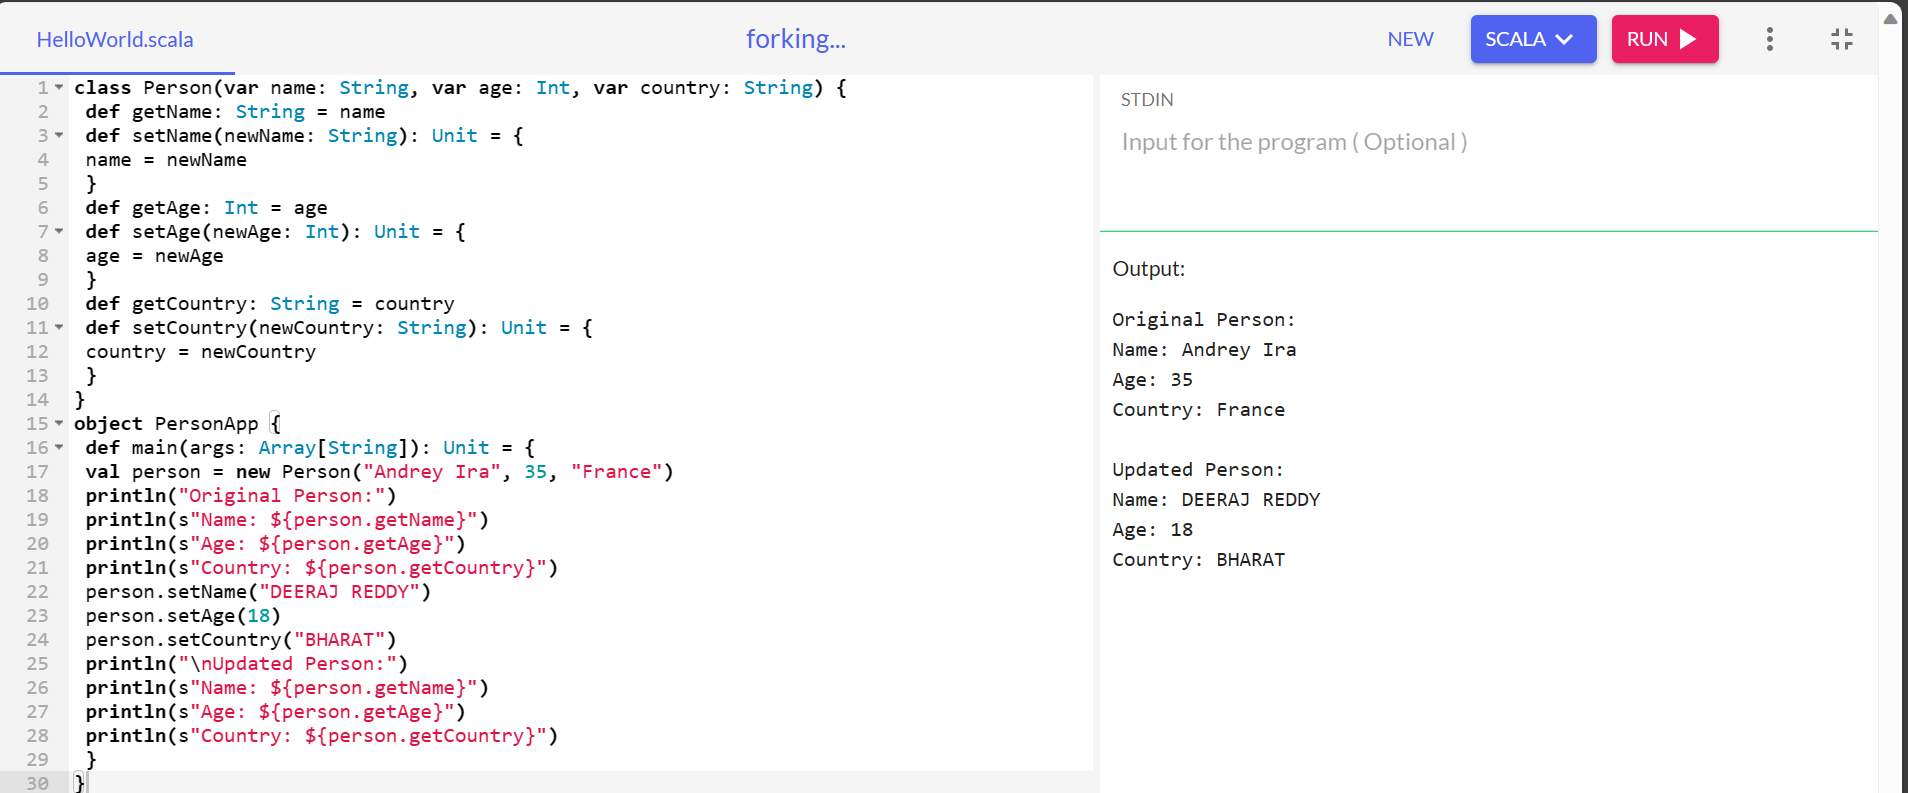 HelloWorld.scala
forking...
NEW
SCALA
RUN
1 class Person(var name: String, var age: Int, var country: String) {
2 def getName: String = name
3 def setName(newName: String): Unit = {
4 name = newName
5 }
6 def getAge: Int = age
7 def setAge(newAge: Int): Unit = {
8 age = newAge
9 }
10 def getCountry: String = country
11 def setCountry(newCountry: String): Unit = {
12 country = newCountry
13 }
14 }
15 object PersonApp {
16 def main(args: Array[String]): Unit = {
17 val person = new Person("Andrey Ira", 35, "France")
18 println("Original Person:")
19 println(s"Name: ${person.getName}")
20 println(s"Age: ${person.getAge}")
21 println(s"Country: ${person.getCountry}")
22 person.setName("DEERAJ REDDY")
23 person.setAge(18)
24 person.setCountry("BHARAT")
25 println("\nUpdated Person:")
26 println(s"Name: ${person.getName}")
27 println(s"Age: ${person.getAge}")
28 println(s"Country: ${person.getCountry}")
29 }
30 }
STDIN
Input for the program ( Optional )
Output:
Original Person:
Name: Andrey Ira
Age: 35
Country: France
Updated Person:
Name: DEERAJ REDDY
Age: 18
Country: BHARAT